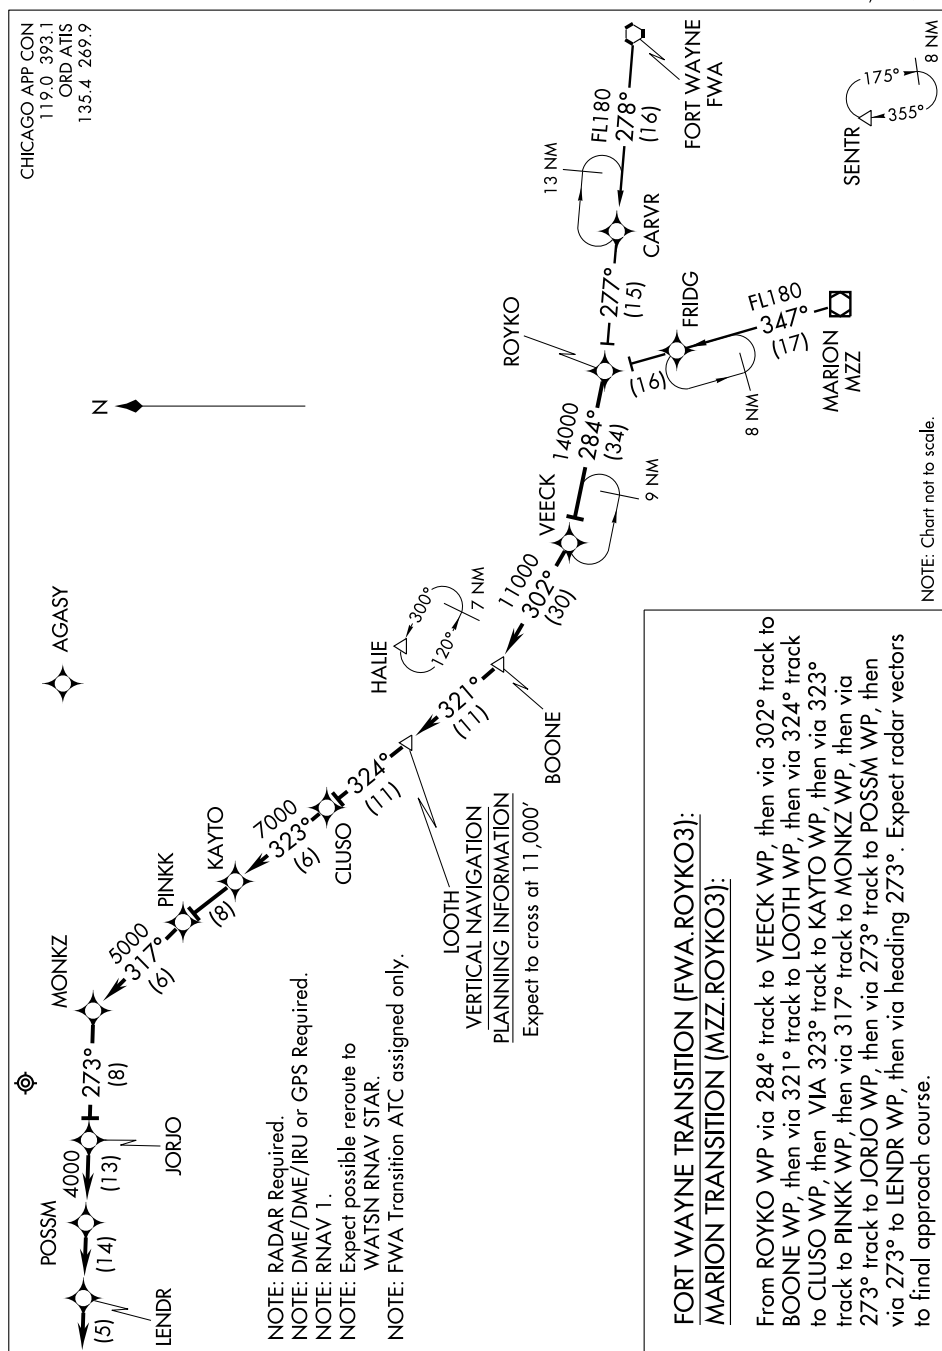 CHICAGO APP CON
119.0 393.1
ORD ATIS
135.4 269.9
N
AGASY
MONKZ
PINKK
KAYTO
CLUSO
POSSM
JORJO
LENDR
LOOTH
VERTICAL NAVIGATION
PLANNING INFORMATION
Expect to cross at 11,000'
BOONE
HALIE
300°
120°
7 NM
VEECK
9 NM
ROYKO
CARVR
13 NM
FORT WAYNE
FWA
FRIDG
8 NM
MARION
MZZ
SENTR
175°
355°
8 NM
(5)
(14)
4000
(13)
273°
(8)
5000
317°
(6)
(8)
7000
323°
(6)
324°
(11)
321°
(11)
11000
302°
(30)
14000
284°
(34)
277°
(15)
FL180
278°
(16)
(16)
FL180
347°
(17)
NOTE: RADAR Required.
NOTE: DME/DME/IRU or GPS Required.
NOTE: RNAV 1.
NOTE: Expect possible reroute to
WATSN RNAV STAR.
NOTE: FWA Transition ATC assigned only.
NOTE: Chart not to scale.
FORT WAYNE TRANSITION (FWA.ROYKO3):
MARION TRANSITION (MZZ.ROYKO3):
From ROYKO WP via 284° track to VEECK WP, then via 302° track to
BOONE WP, then via 321° track to LOOTH WP, then via 324° track
to CLUSO WP, then VIA 323° track to KAYTO WP, then via 323°
track to PINKK WP, then via 317° track to MONKZ WP, then via
273° track to JORJO WP, then via 273° track to POSSM WP, then
via 273° to LENDR WP, then via heading 273°. Expect radar vectors
to final approach course.